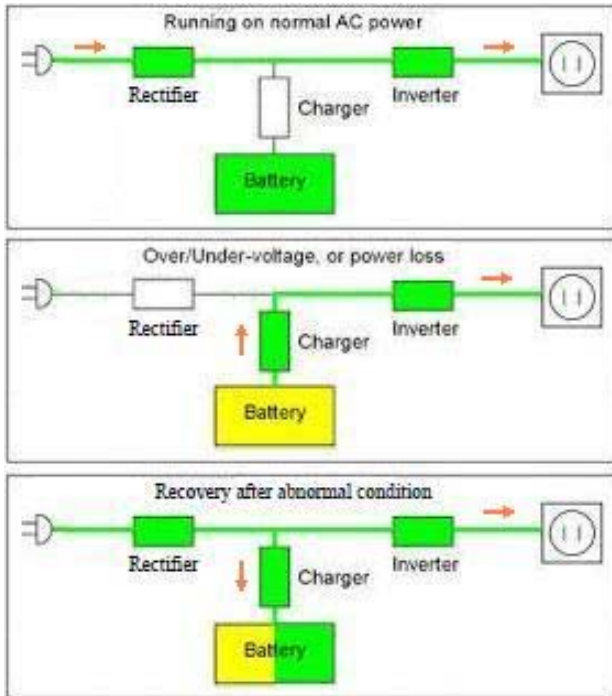 Running on normal AC power
Rectifier
Charger
Inverter
Battery
Over/Under-voltage, or power loss
Rectifier
Charger
Inverter
Battery
Recovery after abnormal condition
Rectifier
Charger
Inverter
Battery